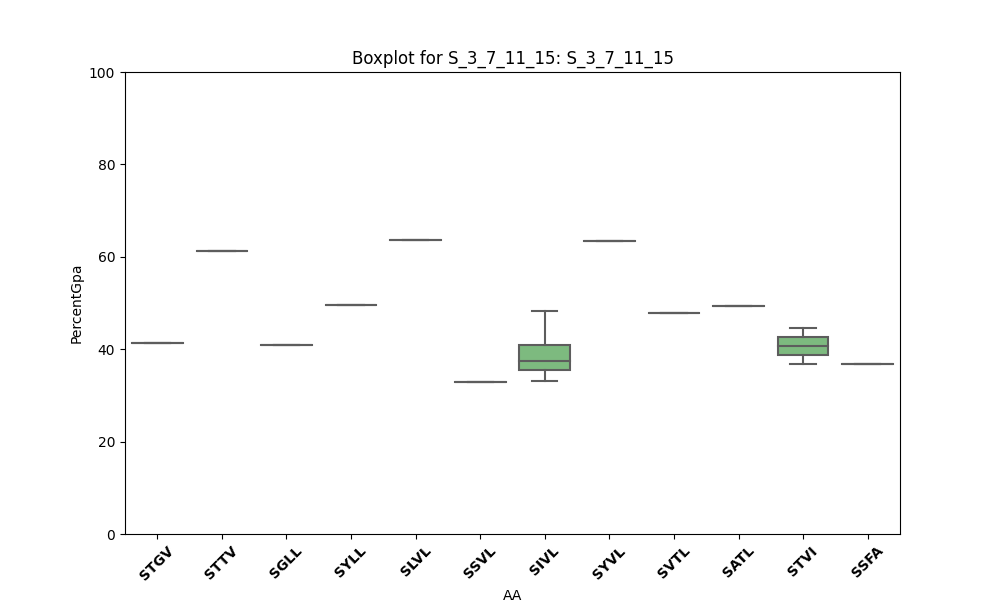 Boxplot for S_3_7_11_15: S_3_7_11_15
100
80
60
40
20
0
PercentGpa
STGV STTV SGLL SYLL SLVL SSVL SIVL SYVL SVTL SATL STVI SSFA
AA